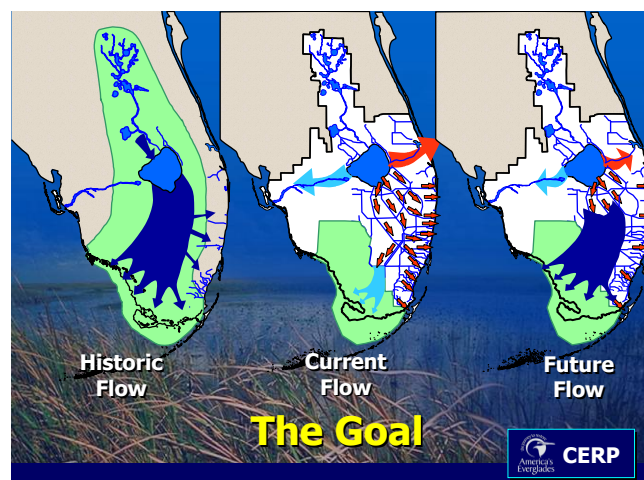 Historic
Flow
Current
Flow
Future
Flow
The Goal
America's
Everglades
CERP